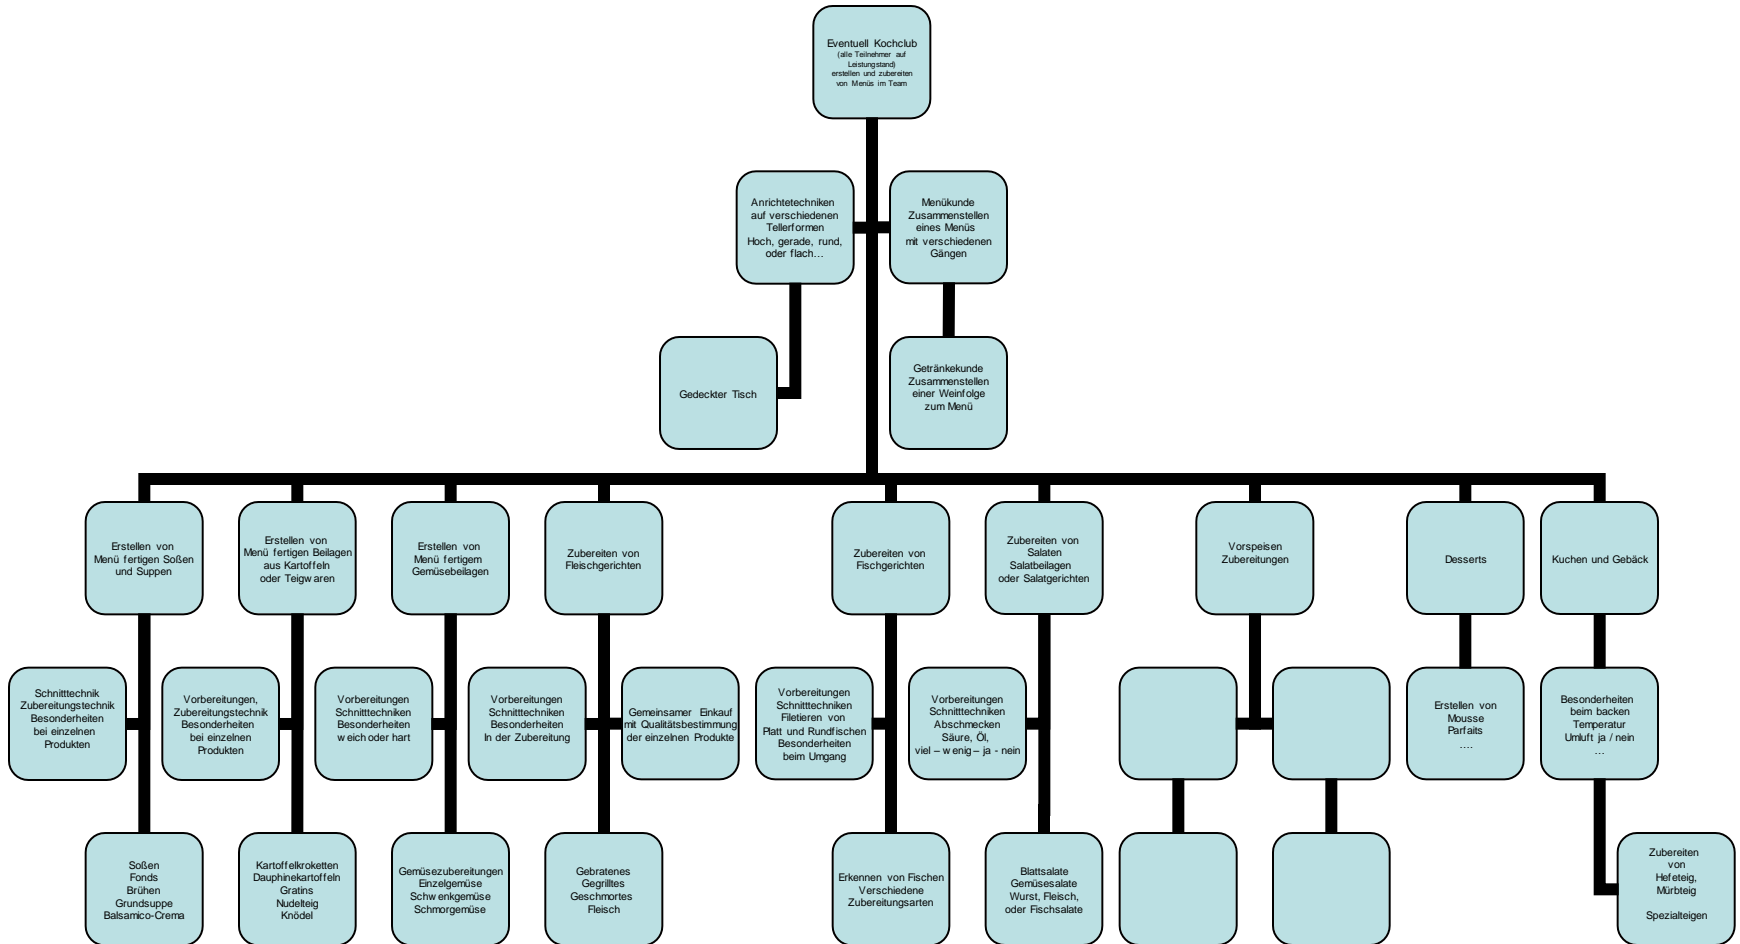 Eventuell Kochclub
(alle Teilnehmer auf
Leistungstand)
erstellen und zubereiten
von Menüs im Team
Anrichtetechniken
auf verschiedenen
Tellerformen
Hoch, gerade, rund,
oder flach...
Menükunde
Zusammenstellen
eines Menüs
mit verschiedenen
Gängen
Gedeckter Tisch
Getränkekunde
Zusammenstellen
einer Weinfolge
zum Menü
Erstellen von
Menü fertigen Soßen
und Suppen
Erstellen von
Menü fertigen Beilagen
aus Kartoffeln
oder Teigwaren
Erstellen von
Menü fertigem
Gemüsebeilagen
Zubereiten von
Fleischgerichten
Zubereiten von
Fischgerichten
Zubereiten von
Salaten
Salatbeilagen
oder Salatgerichten
Vorspeisen
Zubereitungen
Desserts
Kuchen und Gebäck
Schnitttechnik
Zubereitungstechnik
Besonderheiten
bei einzelnen
Produkten
Vorbereitungen,
Zubereitungstechnik
Besonderheiten
bei einzelnen
Produkten
Vorbereitungen
Schnitttechniken
Besonderheiten
weich oder hart
Vorbereitungen
Schnitttechniken
Besonderheiten
In der Zubereitung
Gemeinsamer Einkauf
mit Qualitätsbestimmung
der einzelnen Produkte
Vorbereitungen
Schnitttechniken
Filetieren von
Platt und Rundfischen
Besonderheiten
beim Umgang
Vorbereitungen
Schnitttechniken
Abschmecken
Säure, Öl,
viel – wenig – ja - nein
Erstellen von
Mousse
Parfaits
....
Besonderheiten
beim backen
Temperatur
Umluft ja / nein
...
Soßen
Fonds
Brühen
Grundsuppe
Balsamico-Crema
Kartoffelkroketten
Dauphinekartoffeln
Gratins
Nudelteig
Knödel
Gemüsezubereitungen
Einzelgemüse
Schwenkgemüse
Schmorgemüse
Gebratenes
Gegrilltes
Geschmortes
Fleisch
Erkennen von Fischen
Verschiedene
Zubereitungsarten
Blattsalate
Gemüsesalate
Wurst, Fleisch,
oder Fischsalate
Zubereiten
von
Hefeteig,
Mürbteig
Spezialteigen